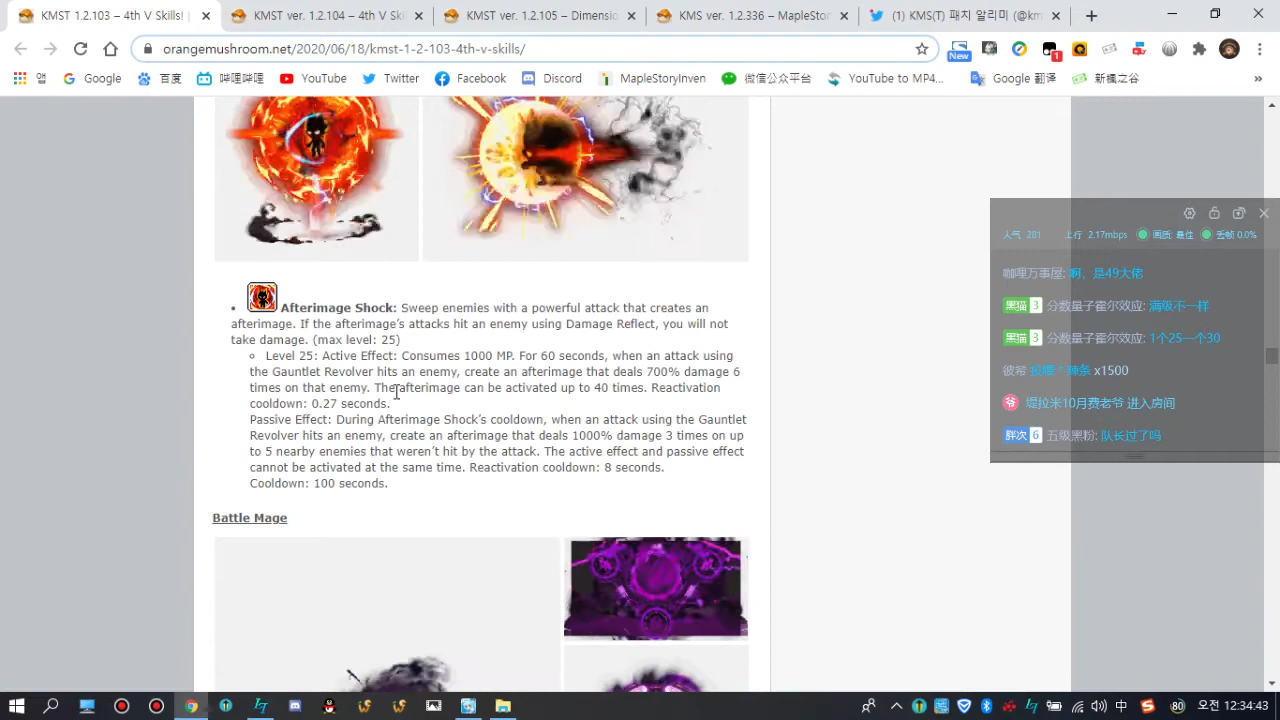 KMST 1.2.103 – 4th V Skills!
KMST ver. 1.2.104 – 4th V Ski
KMST ver. 1.2.105 – Dimensio
KMS ver. 1.2.336 – MapleStor
(1) KMS(T) 패치 알리미 (@km
orangemushroom.net/2020/06/18/kmst-1-2-103-4th-v-skills/
New
1
앱
Google
百度
哔哩哔哩
YouTube
Twitter
Facebook
Discord
MapleStoryInven
微信公众平台
YouTube to MP4...
Google 翻译
新楓之谷
»
人气 281
上行 2.17mbps
画质: 最佳
丢帧 0.0%
咖哩万事屋: 啊，是49大佬
黑猫 3 分数量子霍尔效应: 满级不一样
黑猫 3 分数量子霍尔效应: 1个25一个30
x1500
爷 堤拉米10月费老爷 进入房间
胖次 6 五级黑粉: 队长过了吗
Afterimage Shock: Sweep enemies with a powerful attack that creates an
afterimage. If the afterimage's attacks hit an enemy using Damage Reflect, you will not
take damage. (max level: 25)
Level 25: Active Effect: Consumes 1000 MP. For 60 seconds, when an attack using
the Gauntlet Revolver hits an enemy, create an afterimage that deals 700% damage 6
times on that enemy. The afterimage can be activated up to 40 times. Reactivation
cooldown: 0.27 seconds.
Passive Effect: During Afterimage Shock's cooldown, when an attack using the Gauntlet
Revolver hits an enemy, create an afterimage that deals 1000% damage 3 times on up
to 5 nearby enemies that weren't hit by the attack. The active effect and passive effect
cannot be activated at the same time. Reactivation cooldown: 8 seconds.
Cooldown: 100 seconds.
Battle Mage
中
80
오전 12:34:43